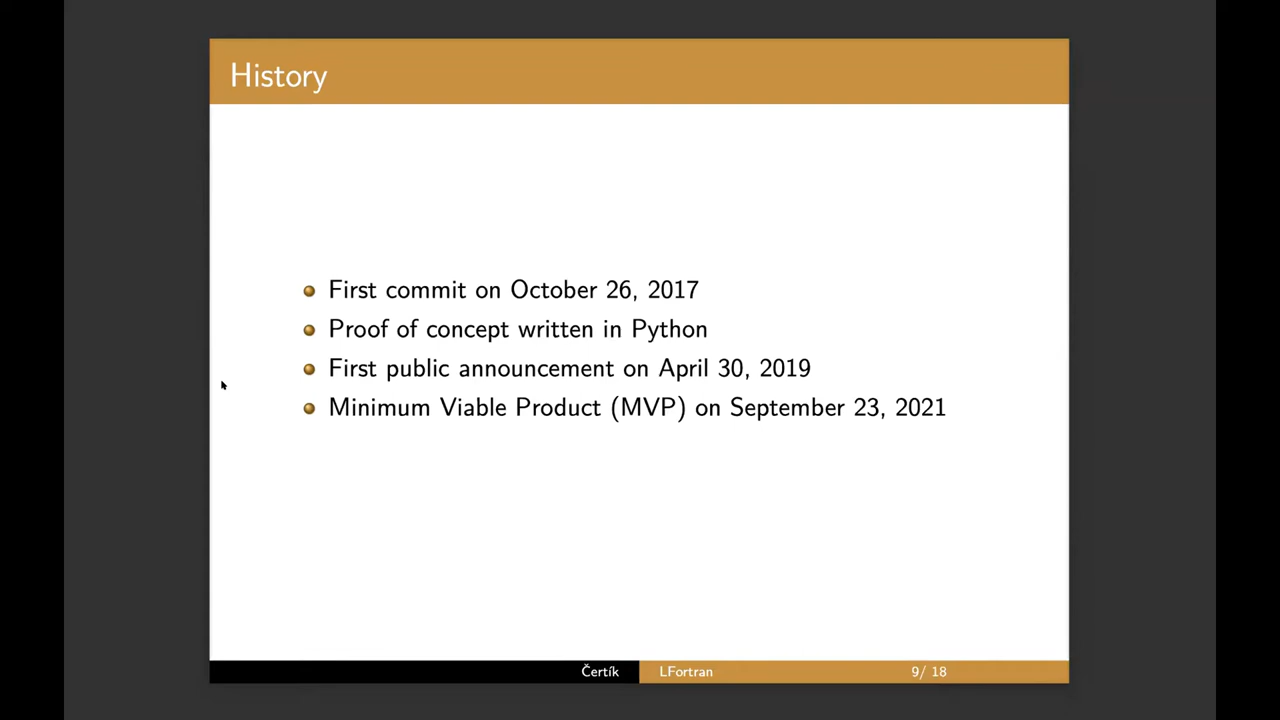 History
First commit on October 26, 2017
Proof of concept written in Python
First public announcement on April 30, 2019
Minimum Viable Product (MVP) on September 23, 2021
Čertík LFortran 9/ 18